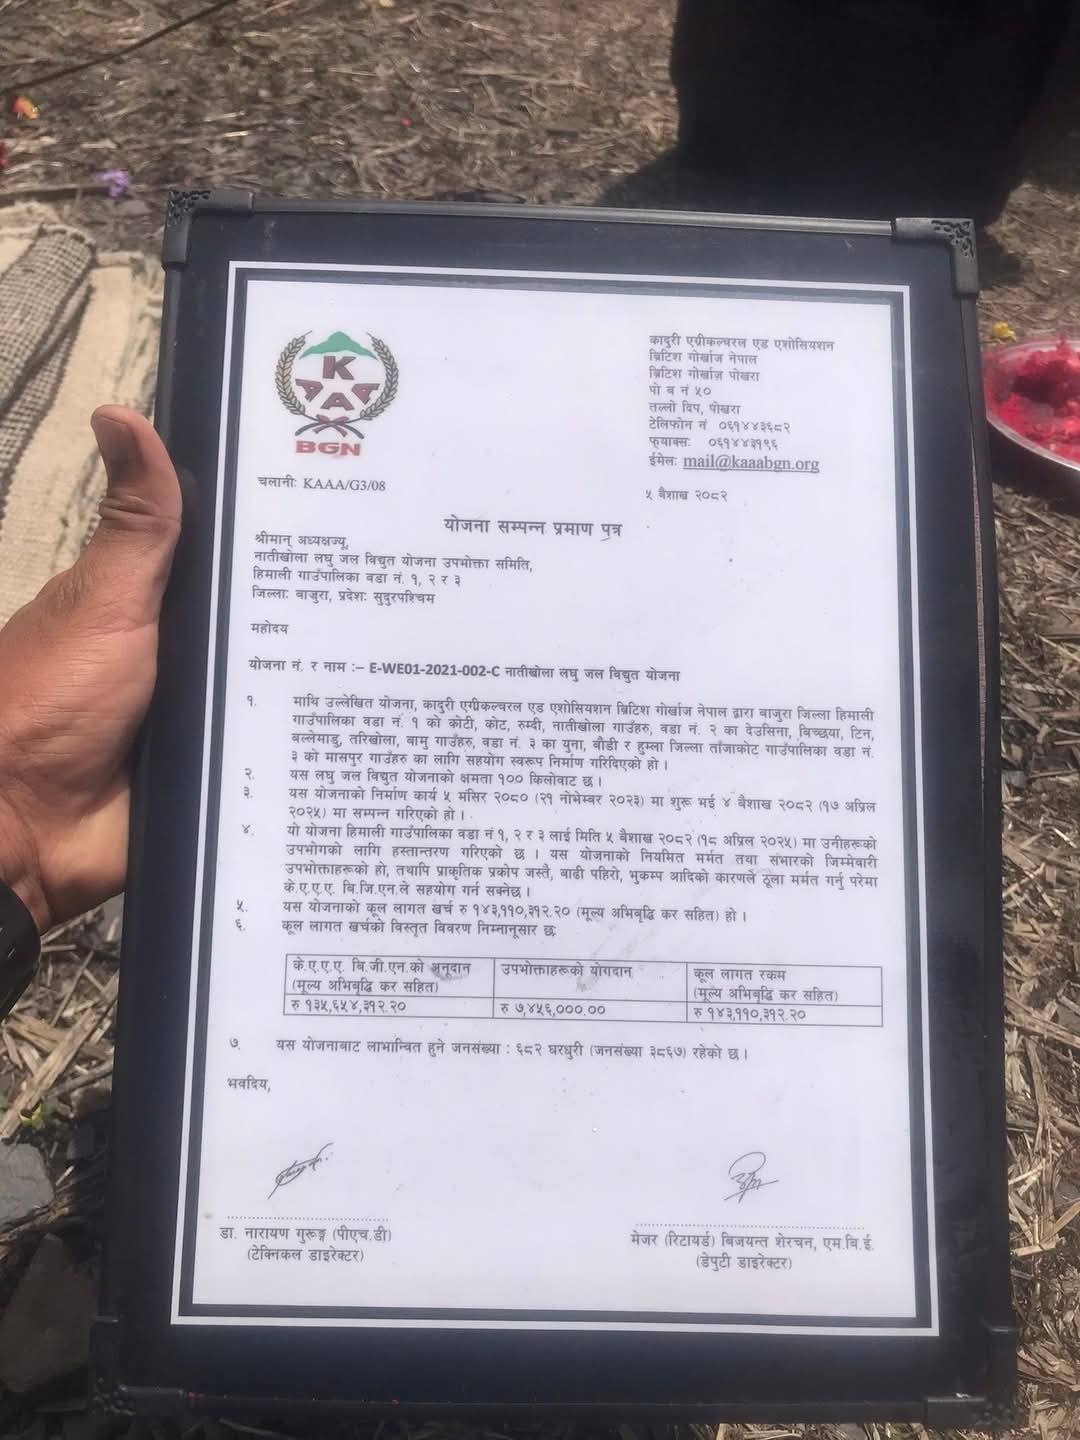 K
A A A
BGN
कादुरी एग्रीकल्चरल एड एशोसियशन
ब्रिटिश गोर्खाज नेपाल
ब्रिटिश गोर्खाज पोखरा
पो ब नं ५०
तल्लो दिप, पोखरा
टेलिफोन नं ०६१४४३६८२
फ्याक्सः ०६१४४३१९६
ईमेलः mail@kaaabgn.org
चलानीः KAAA/G3/08
५ बैशाख २०८२
योजना सम्पन्न प्रमाण पत्र
श्रीमान् अध्यक्षज्यू,
नातीखोला लघु जल विद्युत योजना उपभोक्ता समिति,
हिमाली गाउँपालिका वडा नं. १, २ र ३
जिल्लाः बाजुरा, प्रदेशः सुदुरपश्चिम
महोदय
योजना नं. र नाम :– E-WE01-2021-002-C नातीखोला लघु जल विद्युत योजना
१. माथि उल्लेखित योजना, कादुरी एग्रीकल्चरल एड एशोसियशन ब्रिटिश गोर्खाज नेपाल द्वारा बाजुरा जिल्ला हिमाली
गाउँपालिका वडा नं. १ को कोटी, कोट, रुम्दी, नातीखोला गाउँहरु, वडा नं. २ का देउसिना, बिच्छया, टिन,
बल्लेमाडु, तरिखोला, बामु गाउँहरु, वडा नं. ३ का युना, बौडी र हुम्ला जिल्ला ताँजाकोट गाउँपालिका वडा नं.
३ को मासपुर गाउँहरु का लागि सहयोग स्वरूप निर्माण गरिदिएको हो ।
२. यस लघु जल विद्युत योजनाको क्षमता १०० किलोवाट छ ।
३. यस योजनाको निर्माण कार्य ५ मंसिर २०८० (२१ नोभेम्बर २०२३) मा शुरू भई ४ बैशाख २०८२ (१७ अप्रिल
२०२५) मा सम्पन्न गरिएको हो ।
४. यो योजना हिमाली गाउँपालिका वडा नं १, २ र ३ लाई मिति ५ बैशाख २०८२ (१८ अप्रिल २०२५) मा उनीहरूको
उपभोगको लागि हस्तान्तरण गरिएको छ । यस योजनाको नियमित मर्मत तथा संभारको जिम्मेबारी
उपभोक्ताहरूको हो, तथापि प्राकृतिक प्रकोप जस्तै, बाढी पहिरो, भुकम्प आदिको कारणले ठूला मर्मत गर्नु परेमा
के.ए.ए.ए. बि.जि.एन.ले सहयोग गर्न सक्नेछ ।
५. यस योजनाको कूल लागत खर्च रु १४३,११०,३१२.२० (मूल्य अभिबृद्धि कर सहित) हो ।
६. कूल लागत खर्चको विस्तृत विवरण निम्नानुसार छः
के.ए.ए.ए. बि.जी.एन.को अनूदान
(मूल्य अभिबृद्धि कर सहित)
उपभोक्ताहरूको योगदान
कूल लागत रकम
(मूल्य अभिबृद्धि कर सहित)
रु १३५,६५४,३१२.२० रु ७,४५६,०००.०० रु १४३,११०,३१२.२०
७. यस योजनाबाट लाभान्वित हुने जनसंख्या : ६८२ घरधुरी (जनसंख्या ३८६७) रहेको छ ।
भवदिय,
डा. नारायण गुरूङ्ग (पीएच.डी)
(टेक्निकल डाइरेक्टर)
मेजर (रिटायर्ड) बिजयन्त शेरचन, एम.बि.ई.
(डेपुटी डाइरेक्टर)